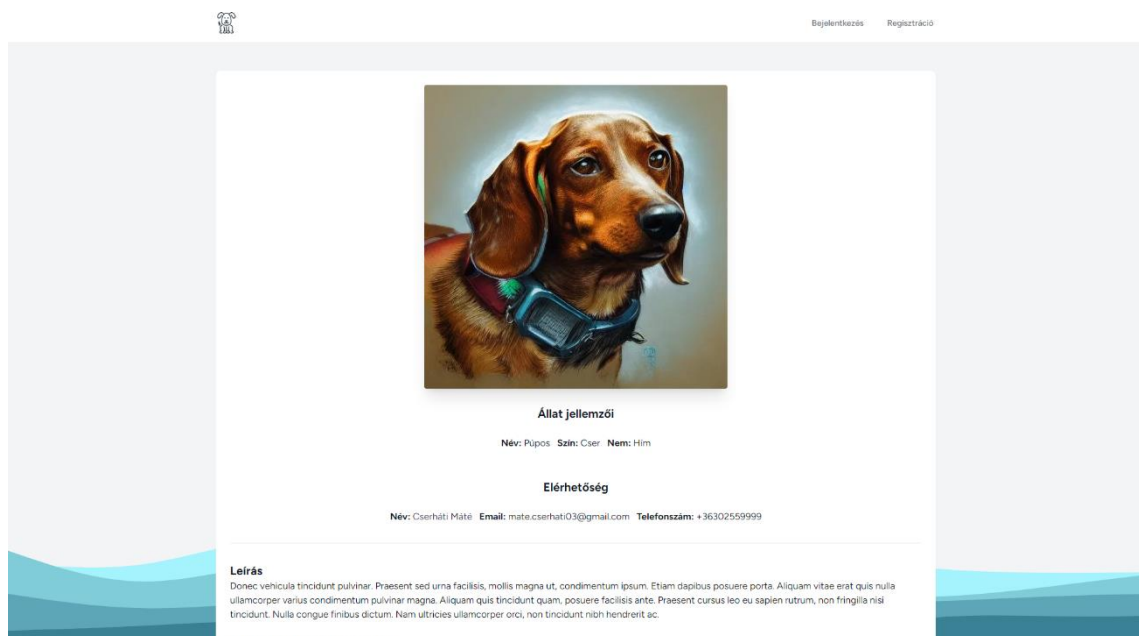 Bejelentkezés Regisztráció
Állat jellemzői
Név: Púpos Szín: Cser Nem: Hím
Elérhetőség
Név: Cserháti Máté Email: mate.cserhati03@gmail.com Telefonszám: +36302559999
Leírás
Donec vehicula tincidunt pulvinar. Praesent sed urna facilisis, mollis magna ut, condimentum ipsum. Etiam dapibus posuere porta. Aliquam vitae erat quis nulla
ullamcorper varius condimentum pulvinar magna. Aliquam quis tincidunt quam, posuere facilisis ante. Praesent cursus leo eu sapien rutrum, non fringilla nisi
tincidunt. Nulla congue finibus dictum. Nam ultricies ullamcorper orci, non tincidunt nibh hendrerit ac.